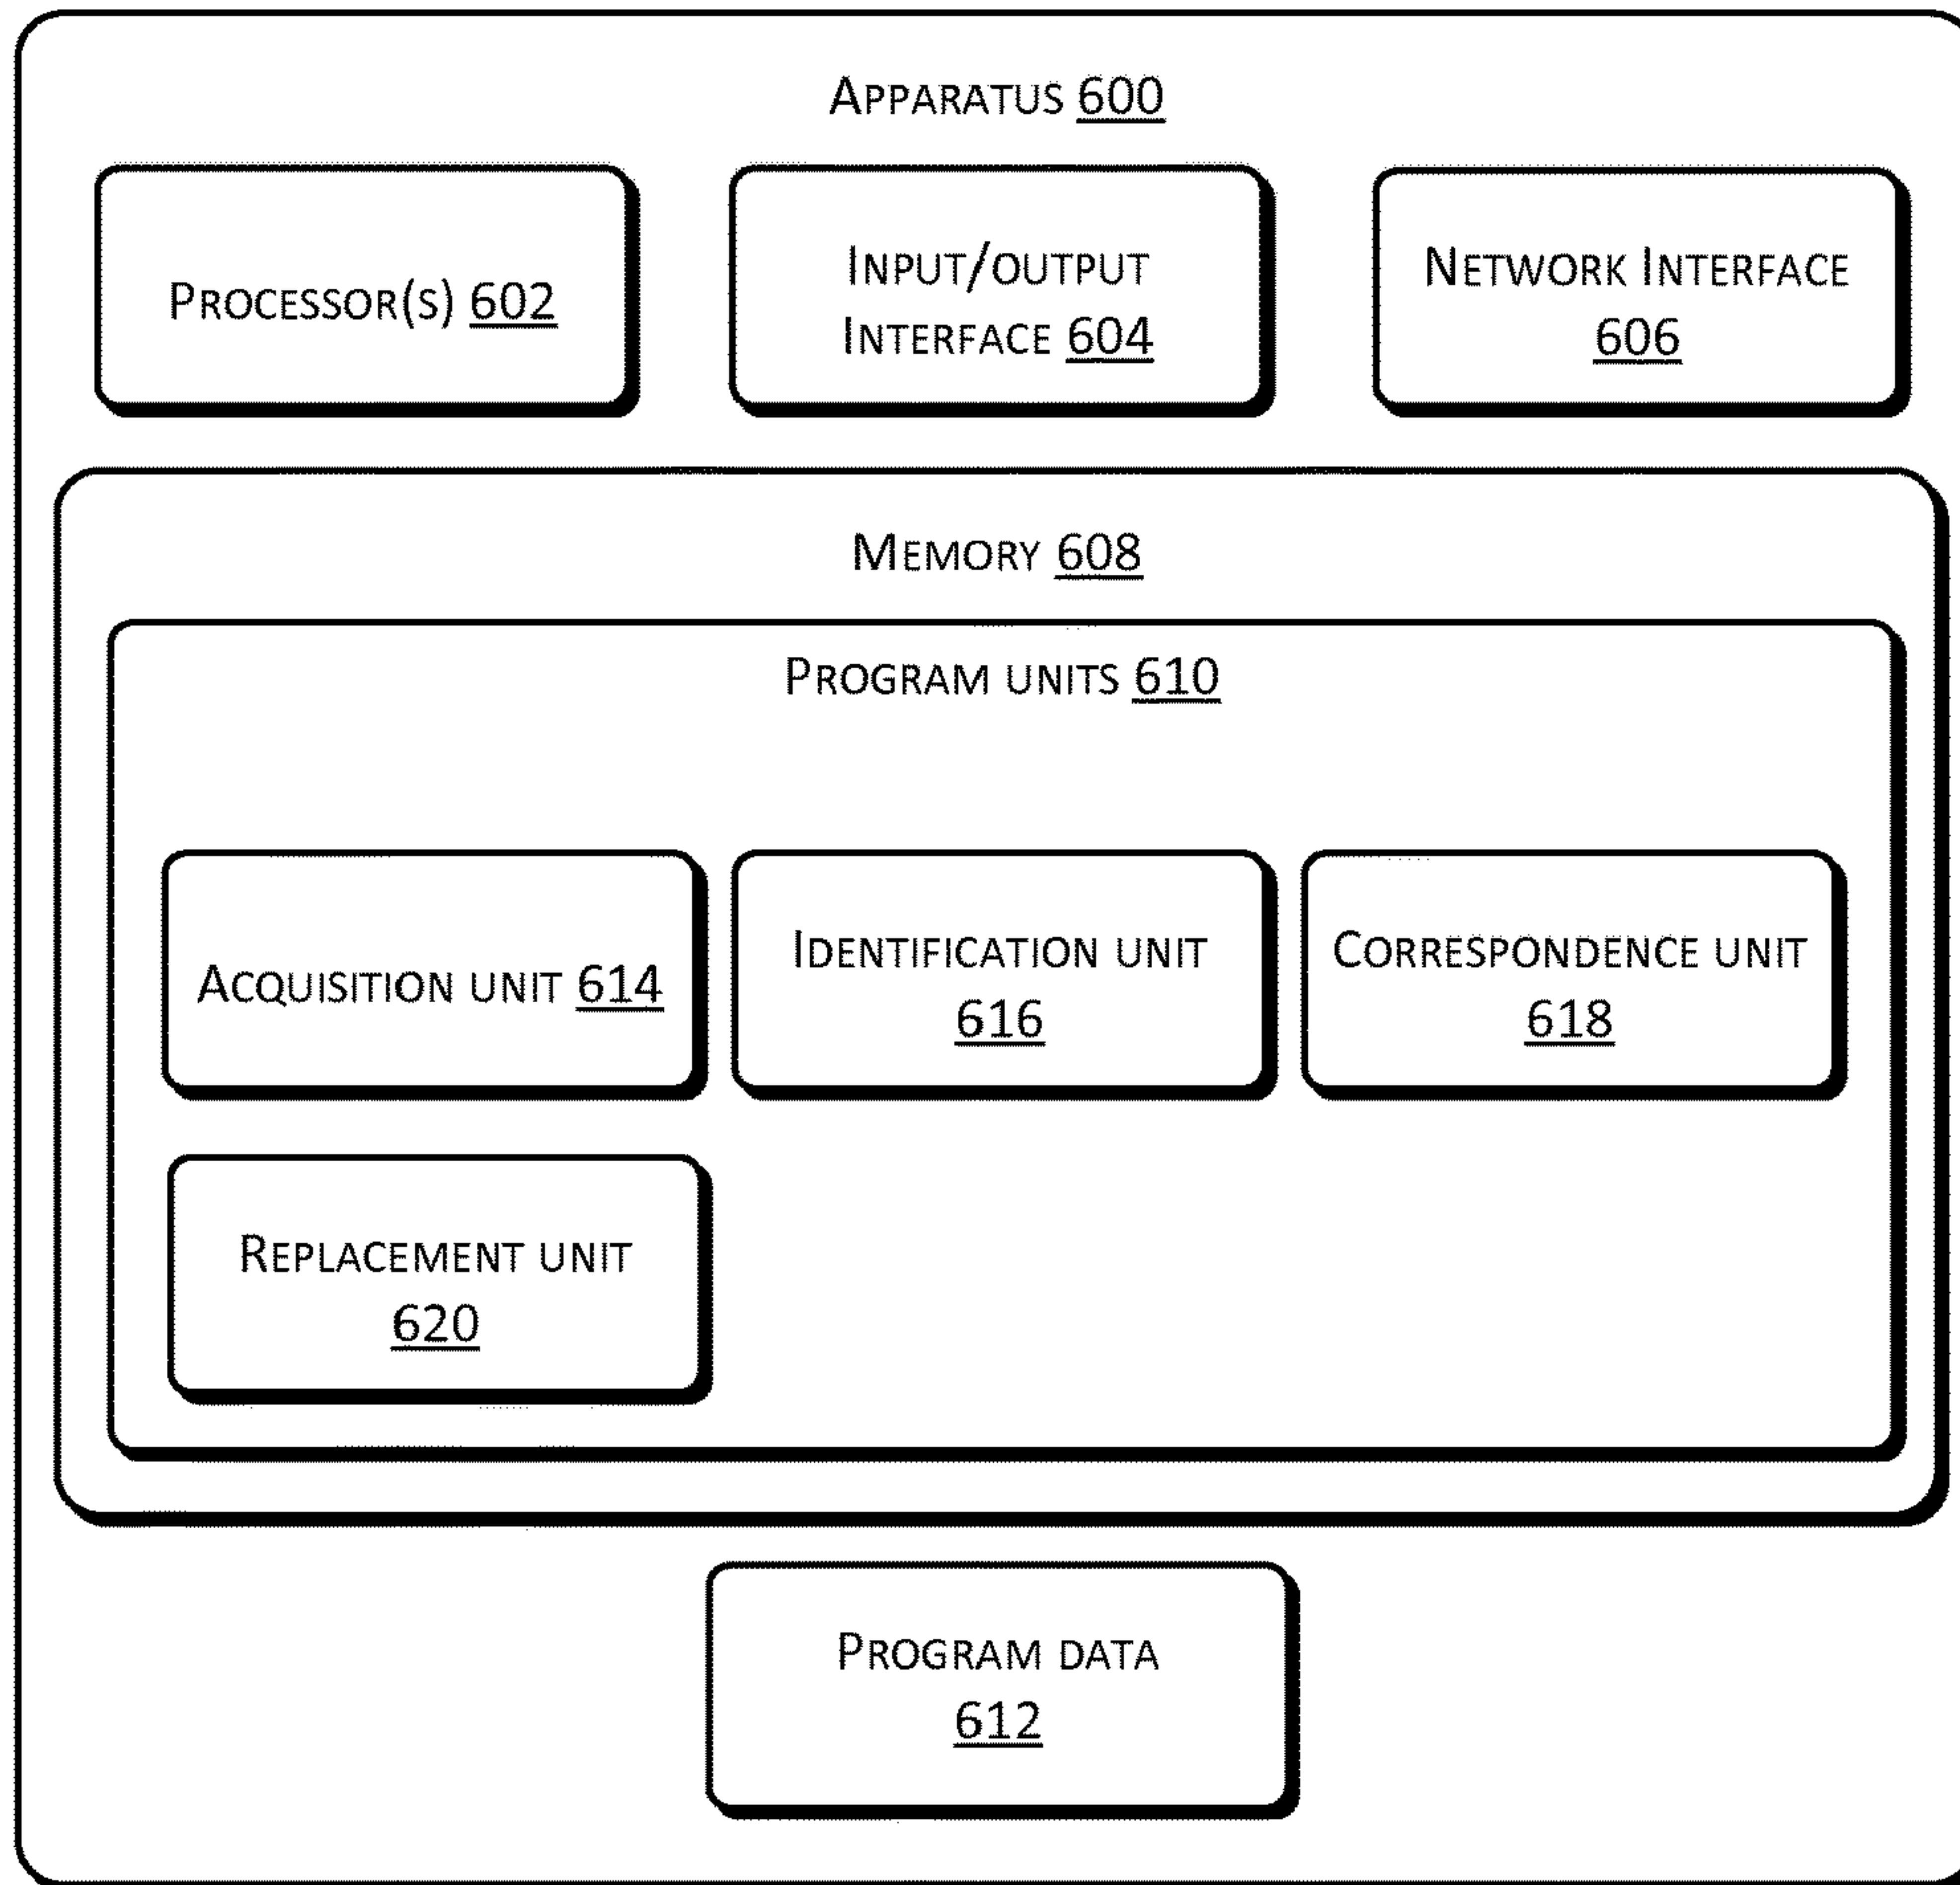 APPARATUS 600
PROCESSOR(S) 602
INPUT/OUTPUT
INTERFACE 604
NETWORK INTERFACE
606
MEMORY 608
PROGRAM UNITS 610
ACQUISITION UNIT 614
IDENTIFICATION UNIT
616
CORRESPONDENCE UNIT
618
REPLACEMENT UNIT
620
PROGRAM DATA
612